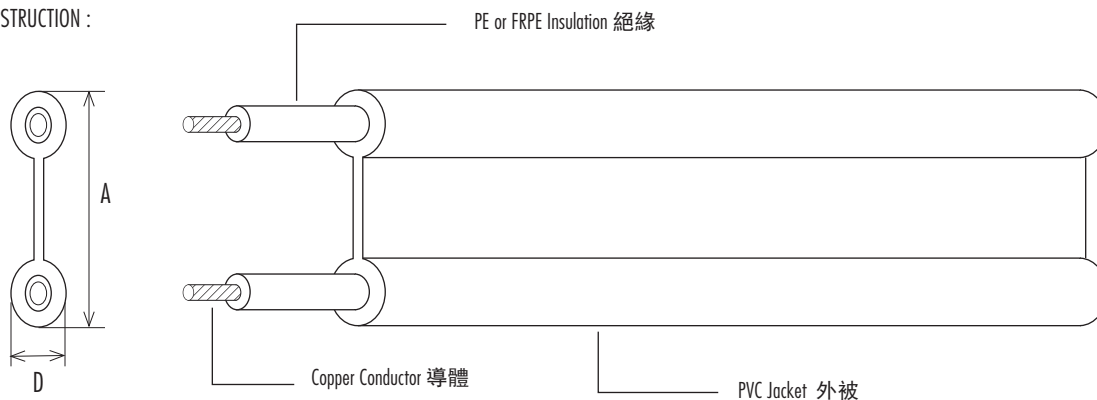 STRUCTION :
PE or FRPE Insulation 絕緣
A
D
Copper Conductor 導體
PVC Jacket 外被